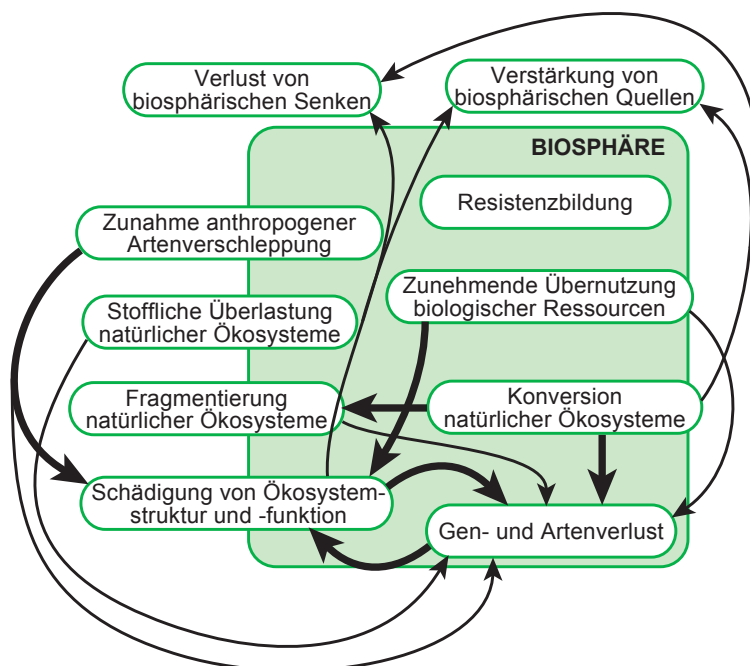 Verlust von
biosphärischen Senken
Verstärkung von
biosphärischen Quellen
BIOSPHÄRE
Resistenzbildung
Zunahme anthropogener
Artenverschleppung
Zunehmende Übernutzung
biologischer Ressourcen
Stoffliche Überlastung
natürlicher Ökosysteme
Fragmentierung
natürlicher Ökosysteme
Konversion
natürlicher Ökosysteme
Schädigung von Ökosystem-
struktur und -funktion
Gen- und Artenverlust